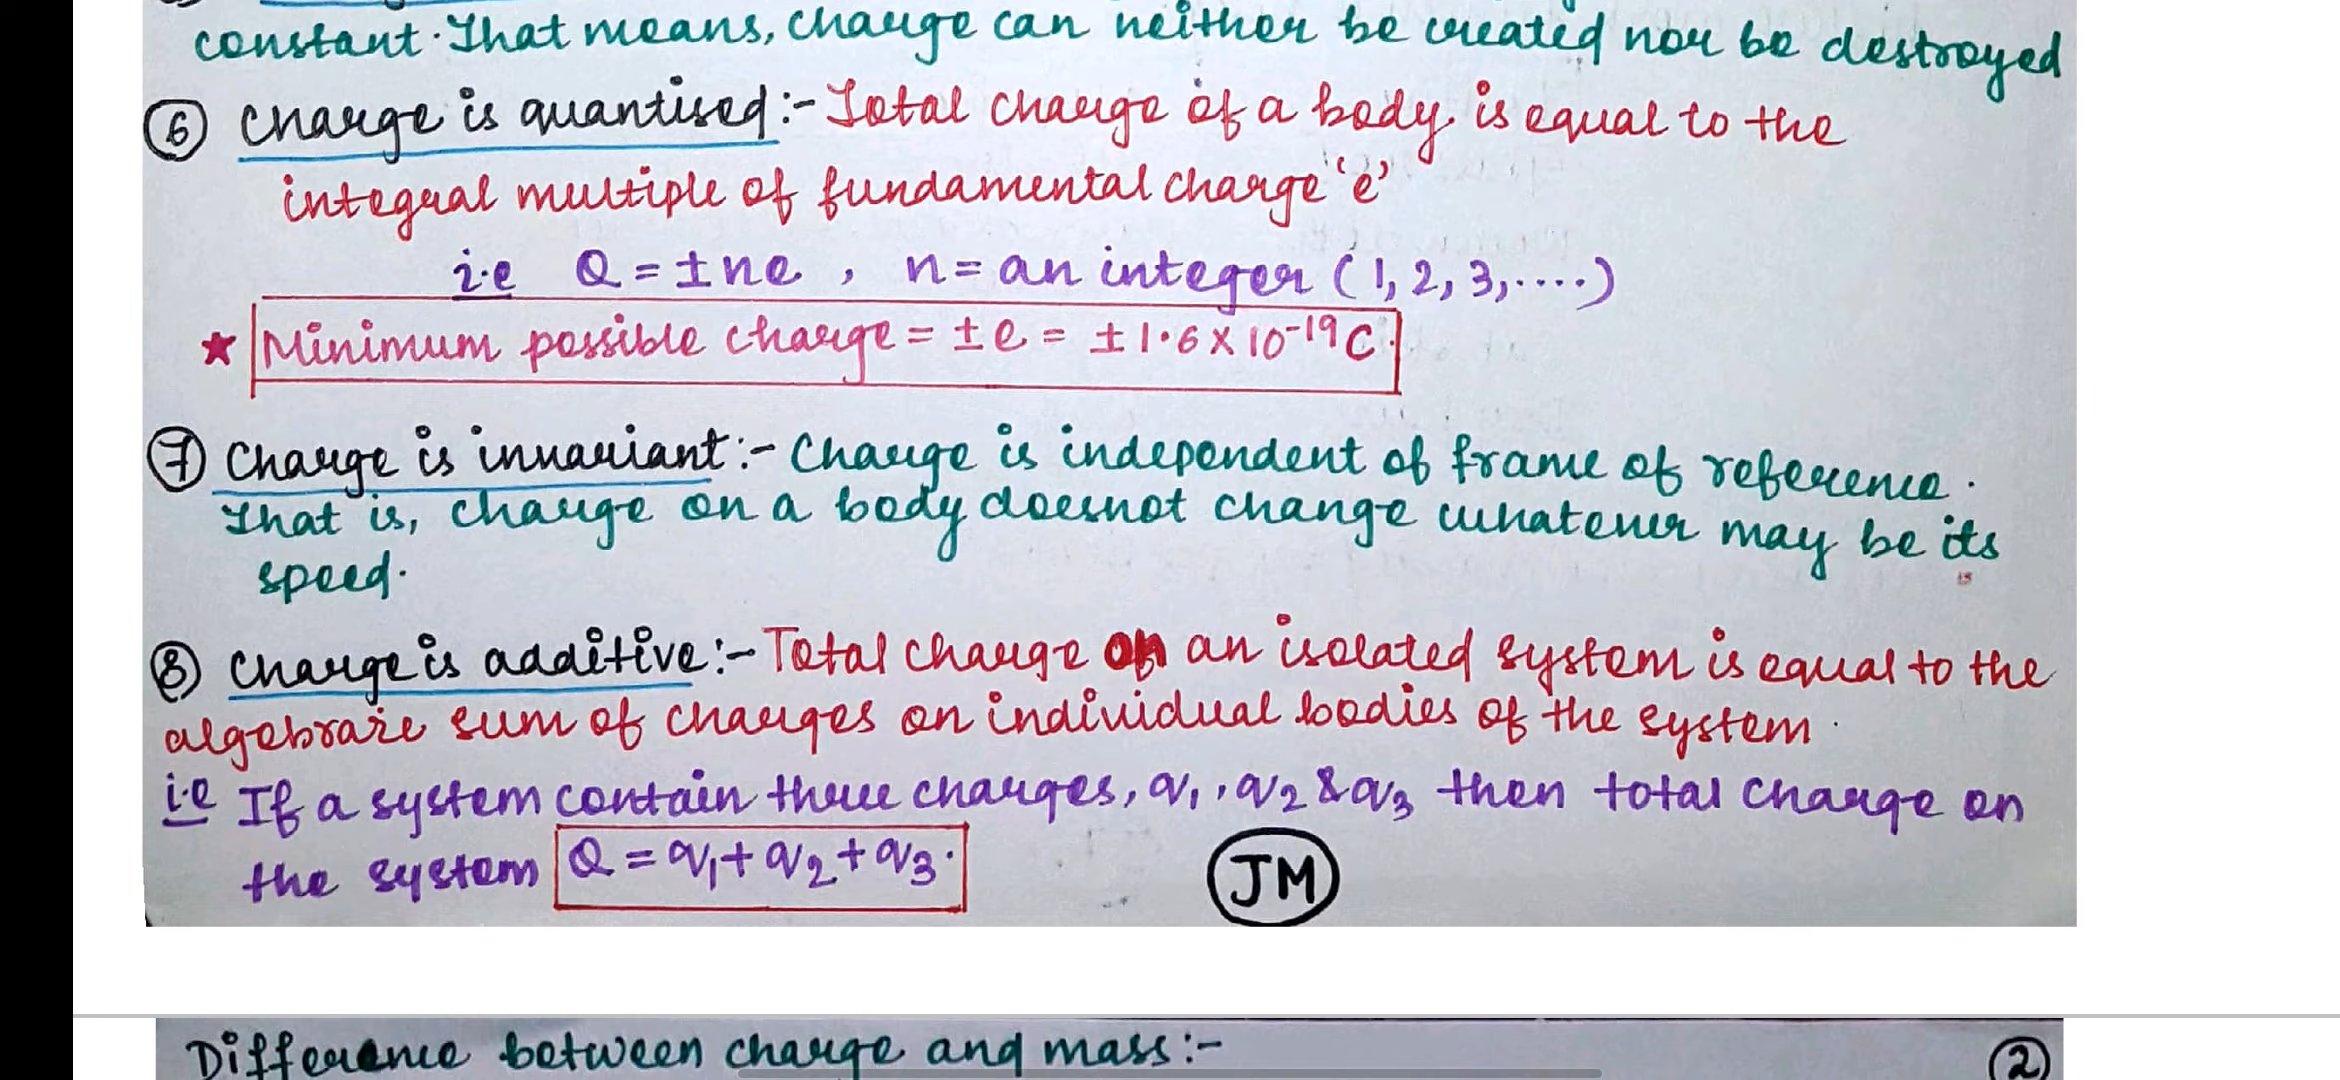 constant. That means, charge can neither be created nor be destroyed
⑥ Charge is quantised:- Total charge of a body is equal to the
integral multiple of fundamental charge 'e'
i.e Q = ±ne , n = an integer (1, 2, 3,....)
★ Minimum possible charge = ±e = ±1.6 x 10⁻¹⁹ C.
⑦ Charge is invariant:- Charge is independent of frame of reference.
That is, charge on a body doesnot change whatever may be its
speed.
⑧ Charge is additive:- Total charge on an isolated system is equal to the
algebraic sum of charges on individual bodies of the system.
i.e If a system contain three charges, q₁, q₂ & q₃ then total charge on
the system Q = q₁ + q₂ + q₃.
JM
Difference between charge and mass:-
②